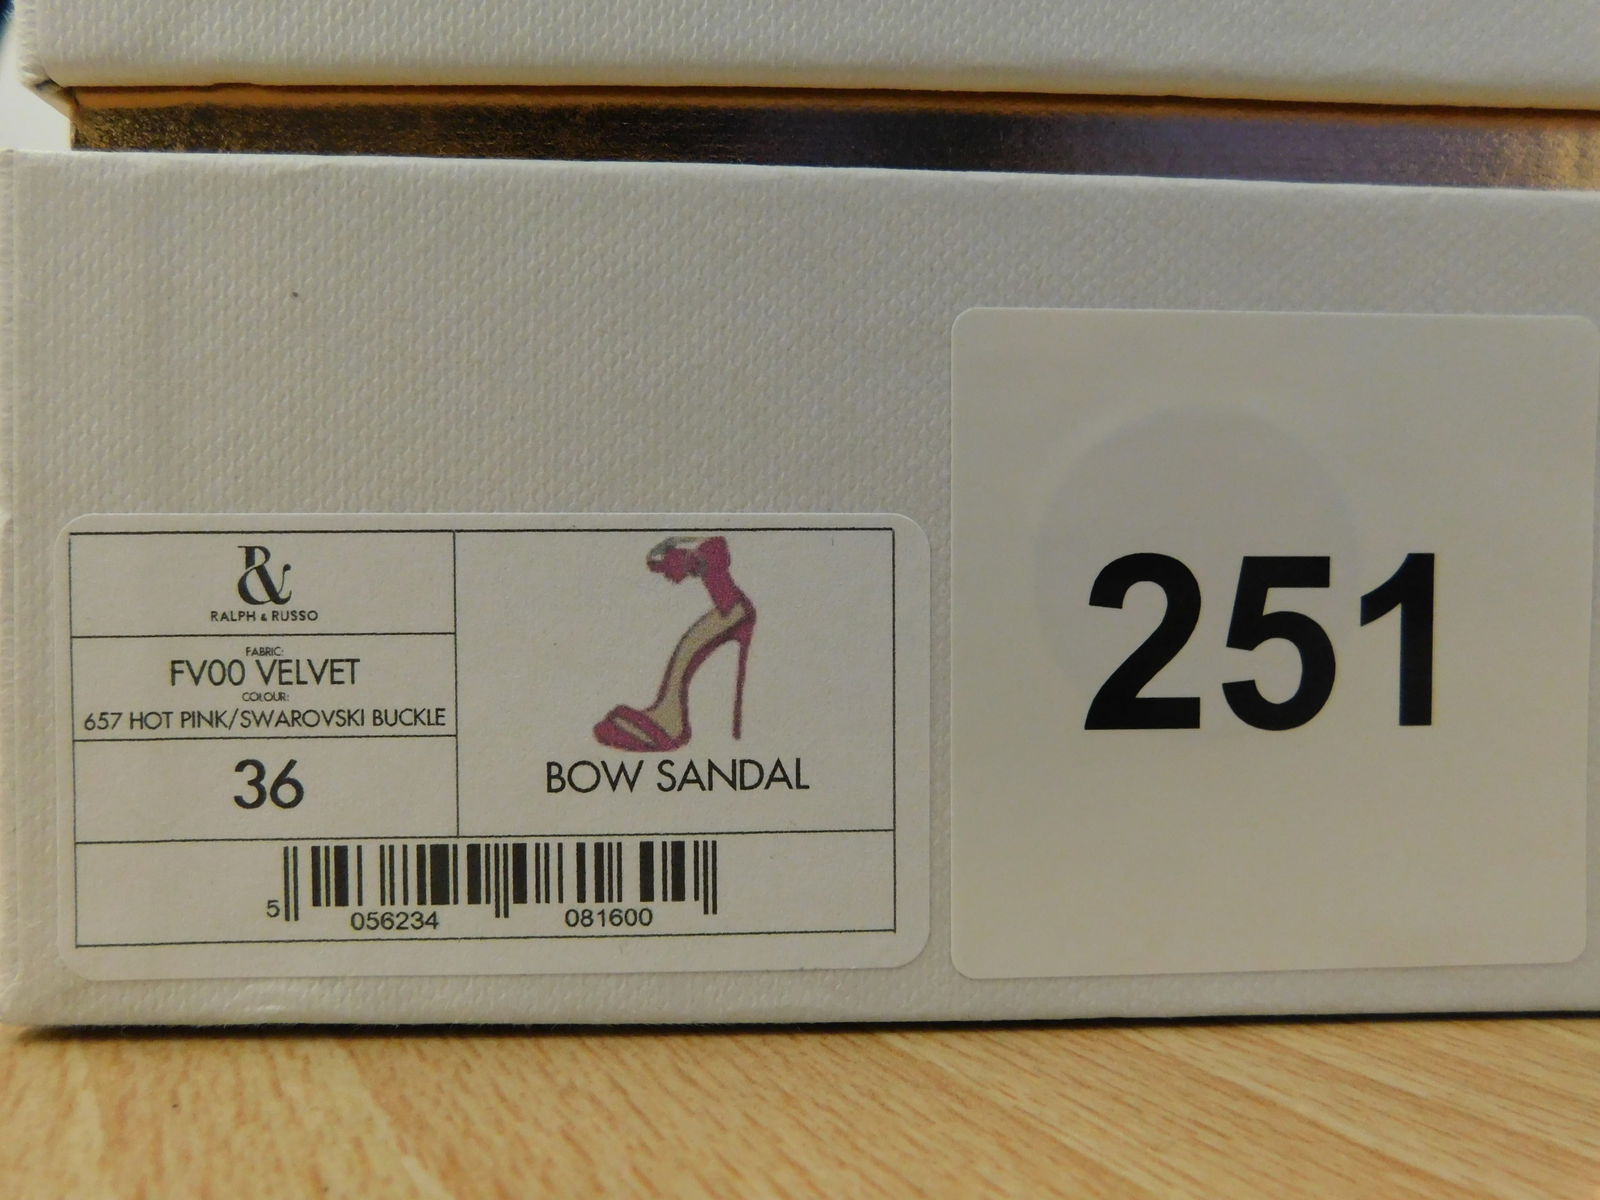 &
RALPH & RUSSO
FABRIC:
FV00 VELVET
COLOUR:
657 HOT PINK/SWAROVSKI BUCKLE
36
BOW SANDAL
5 056234 081600
251